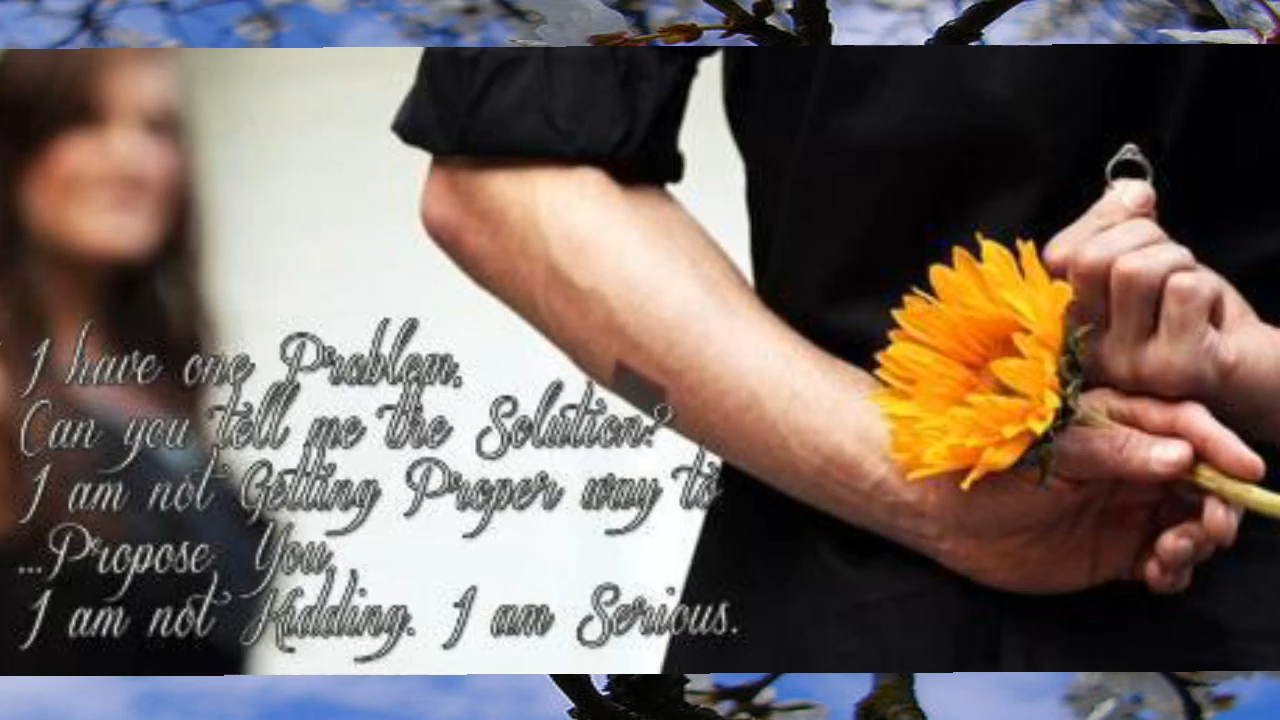 I have one Problem.
Can you tell me the Solution?
I am not Getting Proper way to
...Propose You,
I am not Kidding. I am Serious.